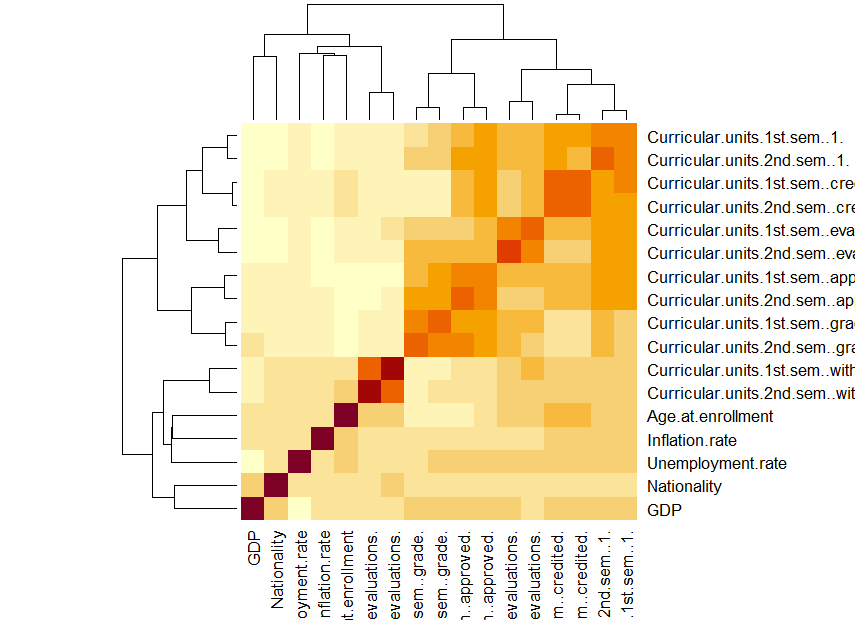 Curricular.units.1st.sem..1.
Curricular.units.2nd.sem..1.
Curricular.units.1st.sem..cre
Curricular.units.2nd.sem..cre
Curricular.units.1st.sem..eva
Curricular.units.2nd.sem..eva
Curricular.units.1st.sem..app
Curricular.units.2nd.sem..ap
Curricular.units.1st.sem..grad
Curricular.units.2nd.sem..gra
Curricular.units.1st.sem..with
Curricular.units.2nd.sem..wit
Age.at.enrollment
Inflation.rate
Unemployment.rate
Nationality
GDP
GDP
Nationality
oyment.rate
nflation.rate
t.enrollment
evaluations.
evaluations.
sem..grade.
sem..grade.
n..approved.
n..approved.
evaluations.
evaluations.
m..credited.
m..credited.
2nd.sem..1.
.1st.sem..1.